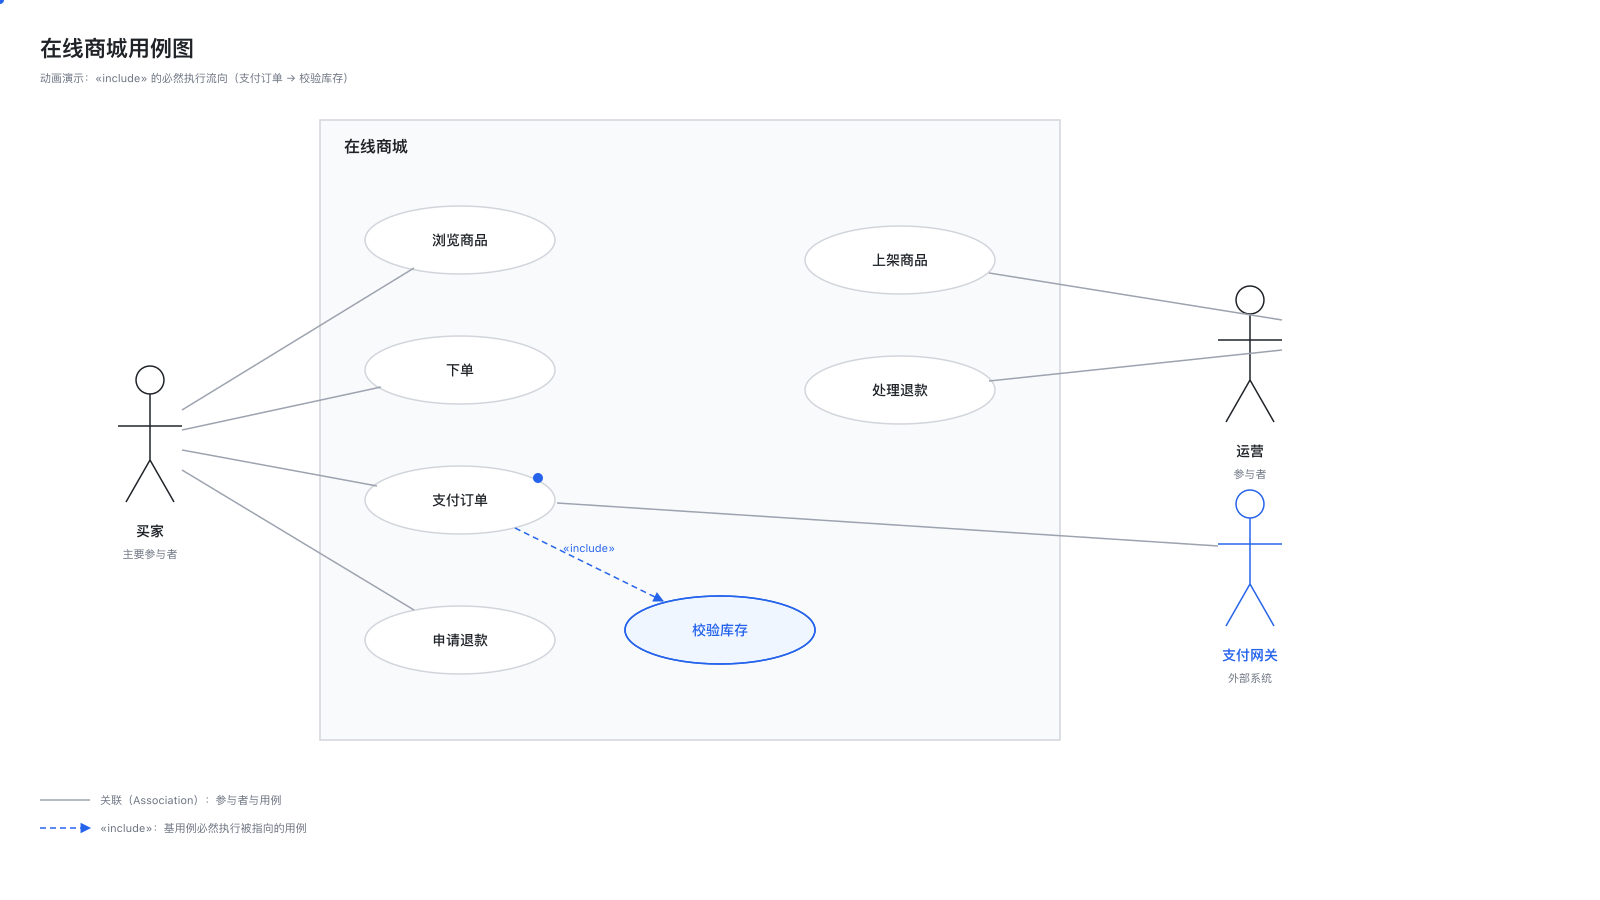 在线商城用例图
动画演示：«include» 的必然执行流向（支付订单 → 校验库存）
在线商城
浏览商品
上架商品
下单
处理退款
运营
参与者
支付订单
买家
主要参与者
«include»
校验库存
申请退款
支付网关
外部系统
关联（Association）：参与者与用例
«include»：基用例必然执行被指向的用例